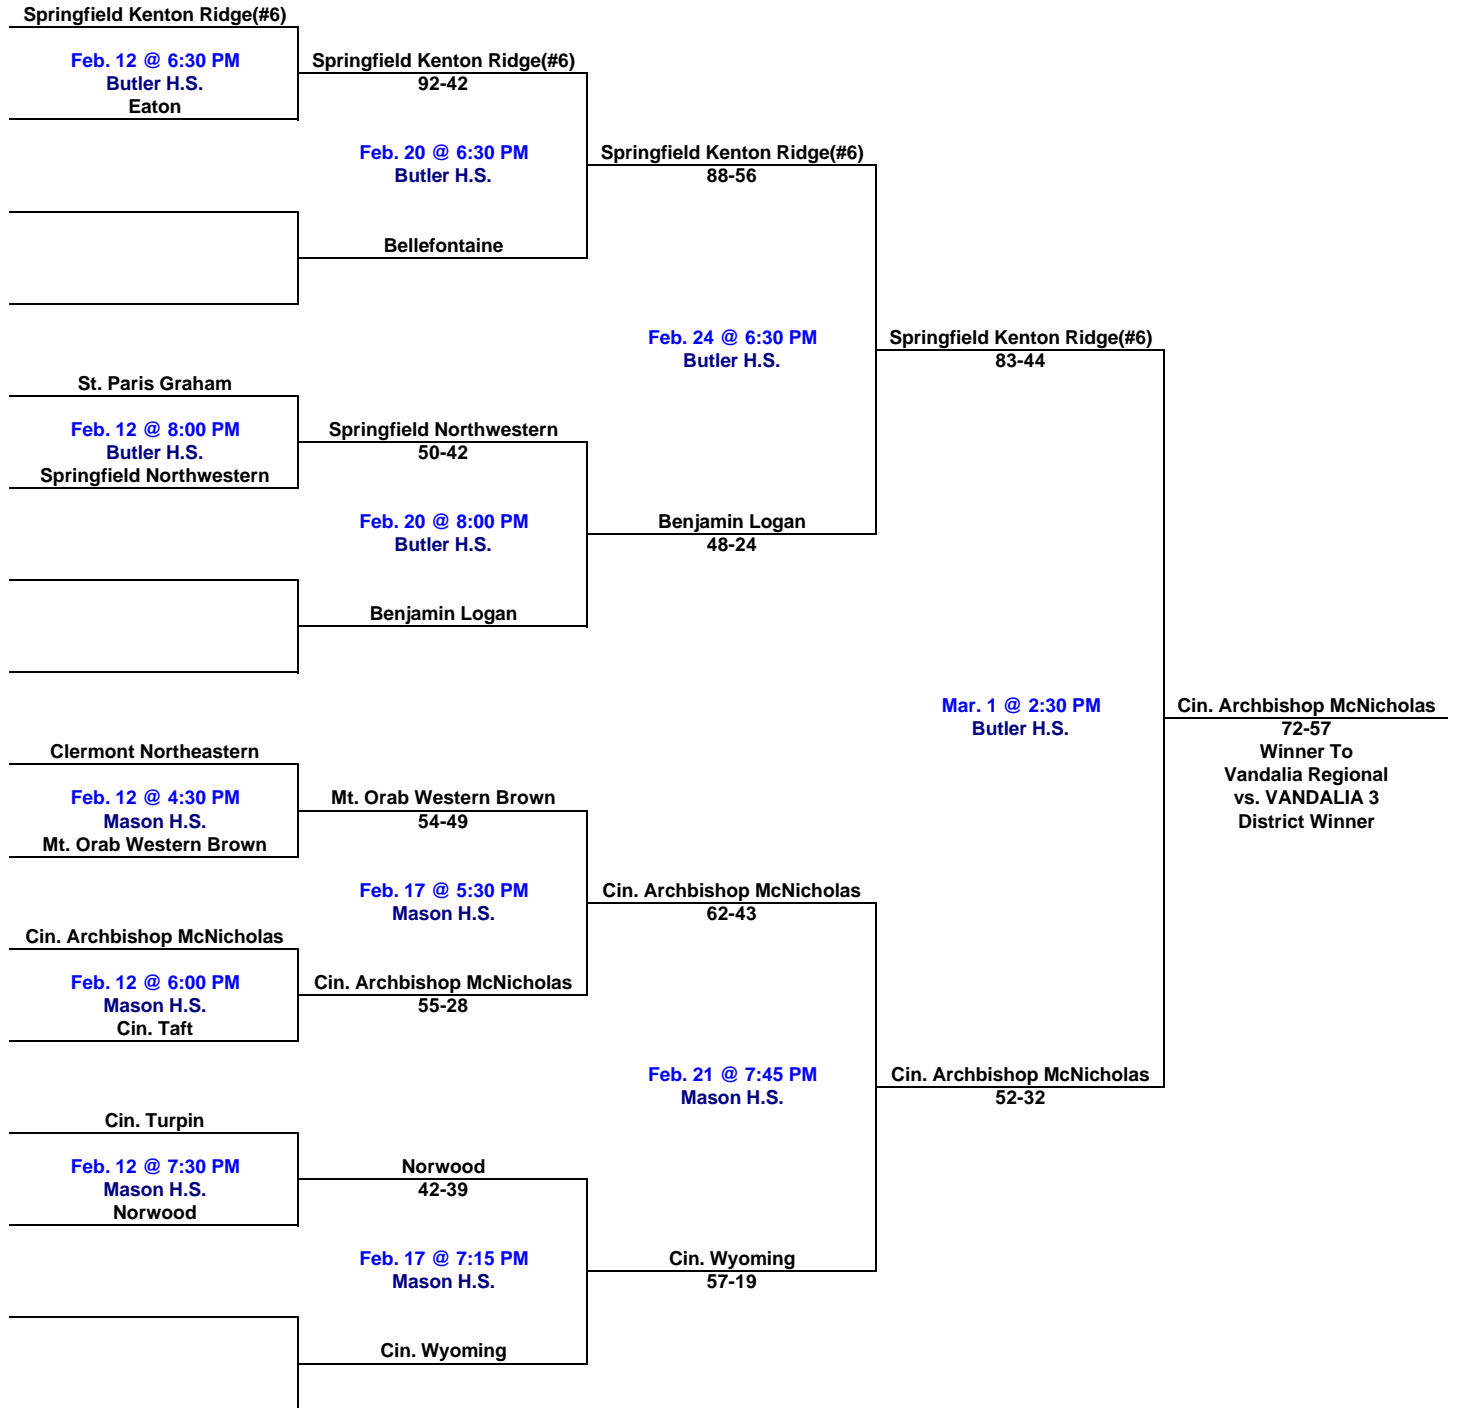 Springfield Kenton Ridge(#6)
Feb. 12 @ 6:30 PM
Butler H.S.
Eaton
Springfield Kenton Ridge(#6)
92-42
Feb. 20 @ 6:30 PM
Butler H.S.
Bellefontaine
Springfield Kenton Ridge(#6)
88-56
Feb. 24 @ 6:30 PM
Butler H.S.
Springfield Kenton Ridge(#6)
83-44
St. Paris Graham
Feb. 12 @ 8:00 PM
Butler H.S.
Springfield Northwestern
Springfield Northwestern
50-42
Feb. 20 @ 8:00 PM
Butler H.S.
Benjamin Logan
Benjamin Logan
48-24
Mar. 1 @ 2:30 PM
Butler H.S.
Cin. Archbishop McNicholas
72-57
Winner To
Vandalia Regional
vs. VANDALIA 3
District Winner
Clermont Northeastern
Feb. 12 @ 4:30 PM
Mason H.S.
Mt. Orab Western Brown
Mt. Orab Western Brown
54-49
Feb. 17 @ 5:30 PM
Mason H.S.
Cin. Archbishop McNicholas
62-43
Cin. Archbishop McNicholas
Feb. 12 @ 6:00 PM
Mason H.S.
Cin. Taft
Cin. Archbishop McNicholas
55-28
Feb. 21 @ 7:45 PM
Mason H.S.
Cin. Archbishop McNicholas
52-32
Cin. Turpin
Feb. 12 @ 7:30 PM
Mason H.S.
Norwood
Norwood
42-39
Feb. 17 @ 7:15 PM
Mason H.S.
Cin. Wyoming
57-19
Cin. Wyoming